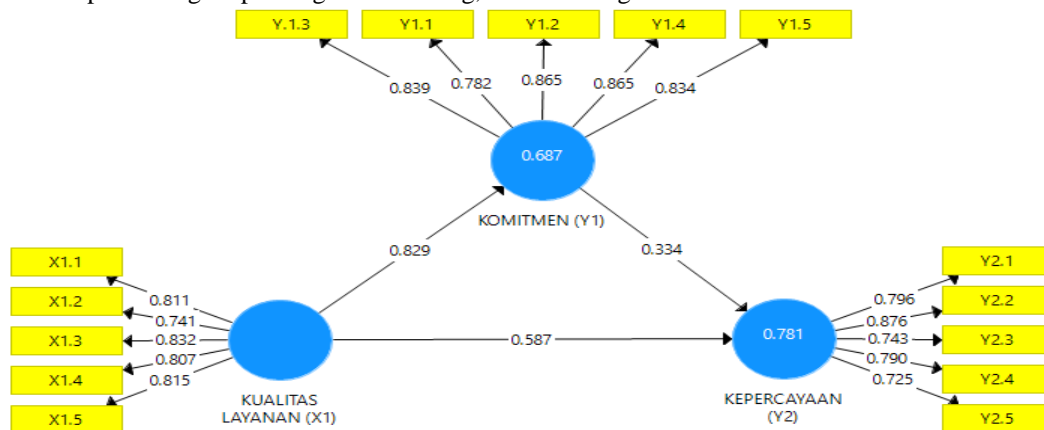 Y.1.3
Y1.1
Y1.2
Y1.4
Y1.5
0.839
0.782
0.865
0.865
0.834
0.687
KOMITMEN (Y1)
0.829
0.334
X1.1
X1.2
X1.3
X1.4
X1.5
0.811
0.741
0.832
0.807
0.815
KUALITAS
LAYANAN (X1)
0.587
0.781
KEPERCAYAAN
(Y2)
0.796
0.876
0.743
0.790
0.725
Y2.1
Y2.2
Y2.3
Y2.4
Y2.5